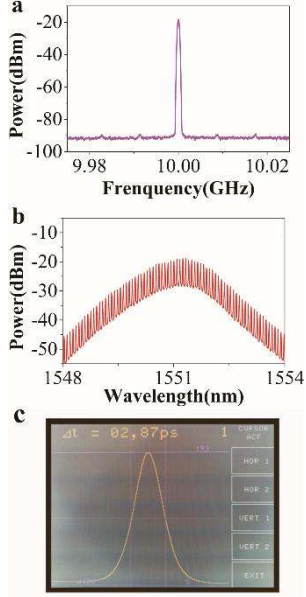 a
Power(dBm)
0
-20
-40
-60
-80
-100
9.98
10.00
10.02
Frenquency(GHz)
b
Power(dBm)
-10
-20
-30
-40
-50
1548
1551
1554
Wavelength(nm)
c
Δt = 02,87ps 1
CURSOR
ACF
HOR 1
HOR 2
VERT 1
VERT 2
EXIT